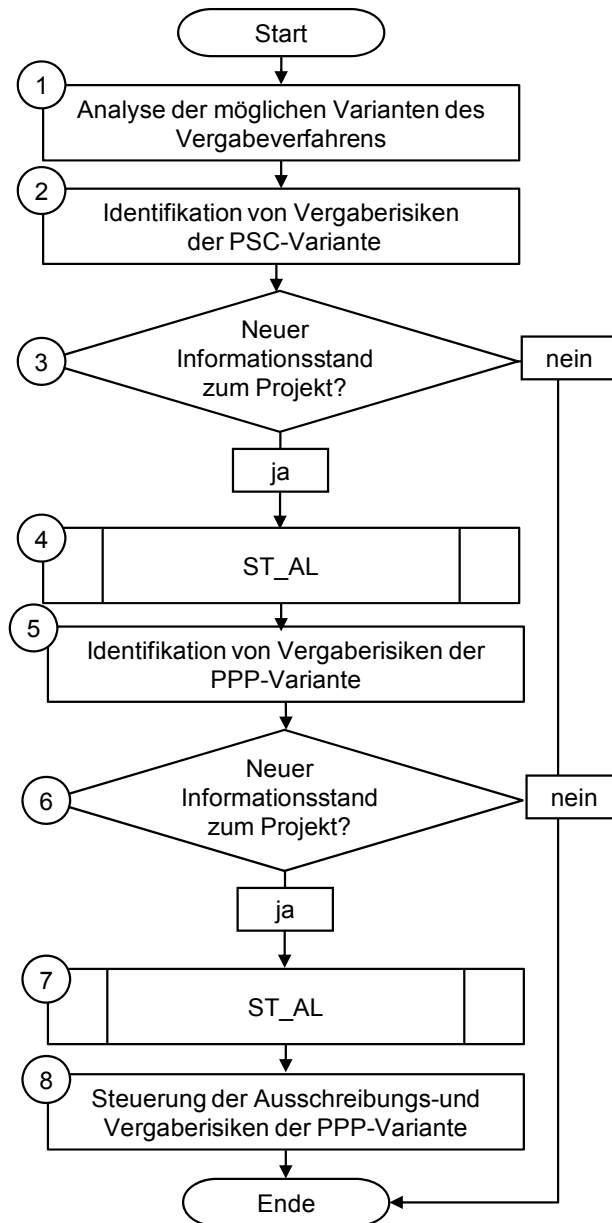 Start
1
Analyse der möglichen Varianten des
Vergabeverfahrens
2
Identifikation von Vergaberisiken
der PSC-Variante
3
Neuer
Informationsstand
zum Projekt?
nein
ja
4
ST_AL
5
Identifikation von Vergaberisiken der
PPP-Variante
6
Neuer
Informationsstand
zum Projekt?
nein
ja
7
ST_AL
8
Steuerung der Ausschreibungs-und
Vergaberisiken der PPP-Variante
Ende